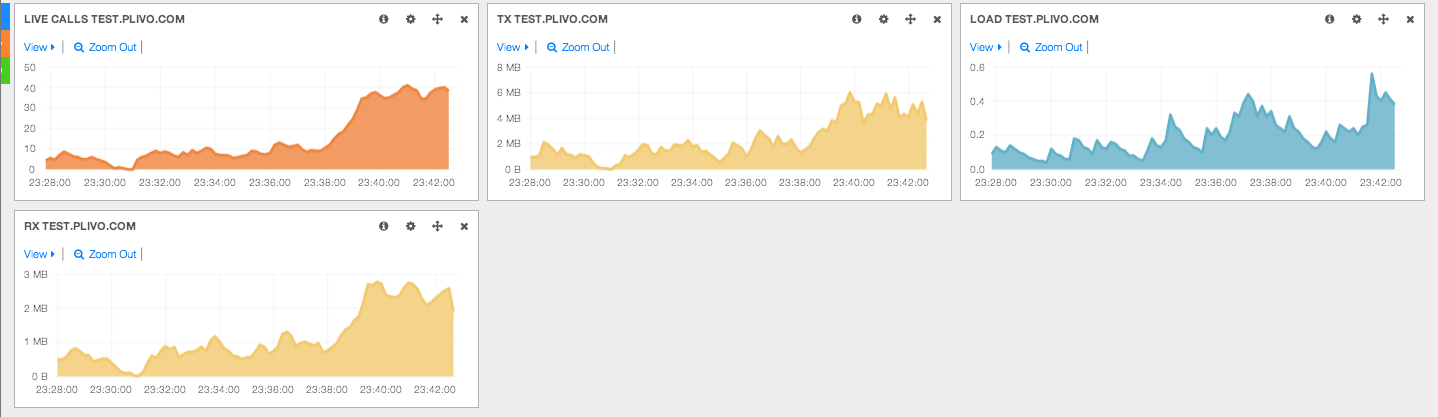 LIVE CALLS TEST.PLIVO.COM
View | Zoom Out |
50
40
30
20
10
0
23:28:00 23:30:00 23:32:00 23:34:00 23:36:00 23:38:00 23:40:00 23:42:00
TX TEST.PLIVO.COM
View | Zoom Out |
8 MB
6 MB
4 MB
2 MB
0 B
23:28:00 23:30:00 23:32:00 23:34:00 23:36:00 23:38:00 23:40:00 23:42:00
LOAD TEST.PLIVO.COM
View | Zoom Out |
0.6
0.4
0.2
0.0
23:28:00 23:30:00 23:32:00 23:34:00 23:36:00 23:38:00 23:40:00 23:42:00
RX TEST.PLIVO.COM
View | Zoom Out |
3 MB
2 MB
1 MB
0 B
23:28:00 23:30:00 23:32:00 23:34:00 23:36:00 23:38:00 23:40:00 23:42:00